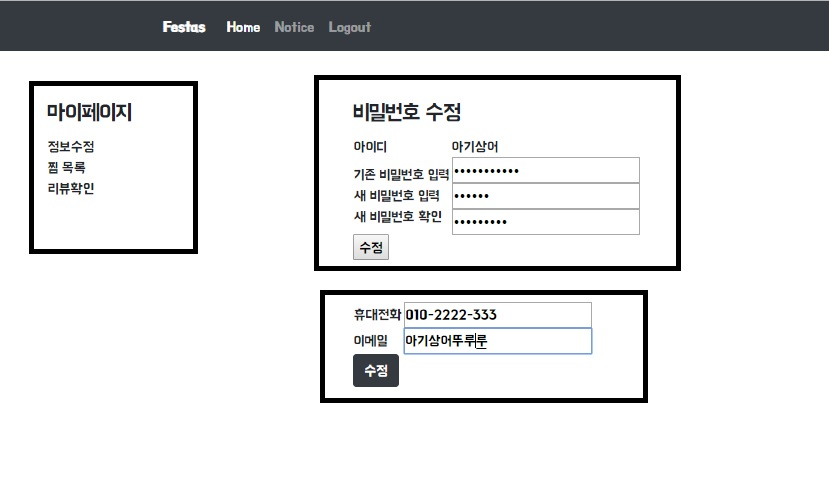 Festas Home Notice Logout
마이페이지
정보수정
찜 목록
리뷰확인
비밀번호 수정
아이디 아기상어
기존 비밀번호 입력 •••••••••••
새 비밀번호 입력 ••••••
새 비밀번호 확인 •••••••••
수정
휴대전화 010-2222-333
이메일 아기상어뚜루루
수정